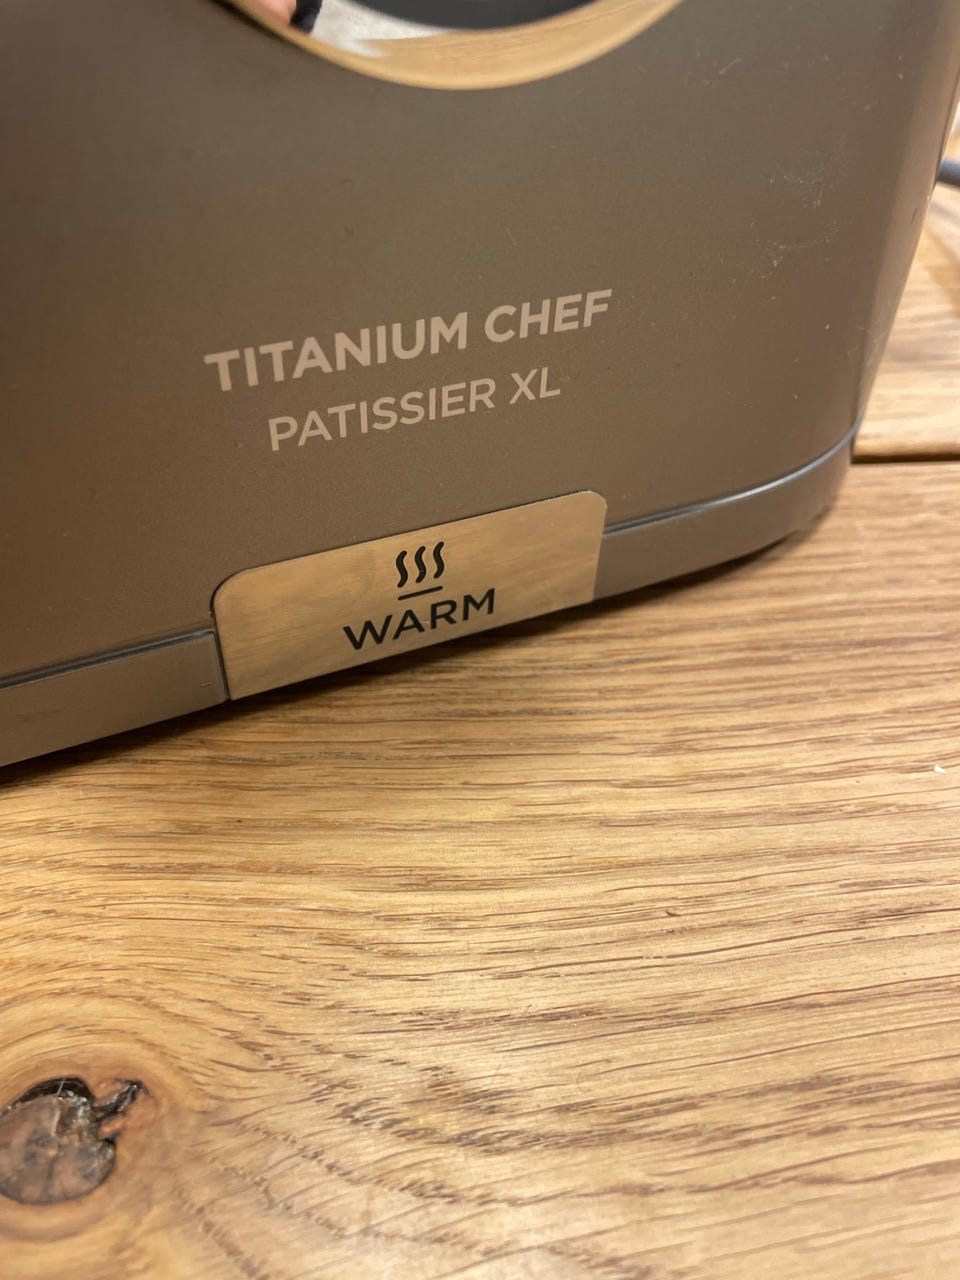 TITANIUM CHEF
PATISSIER XL
WARM